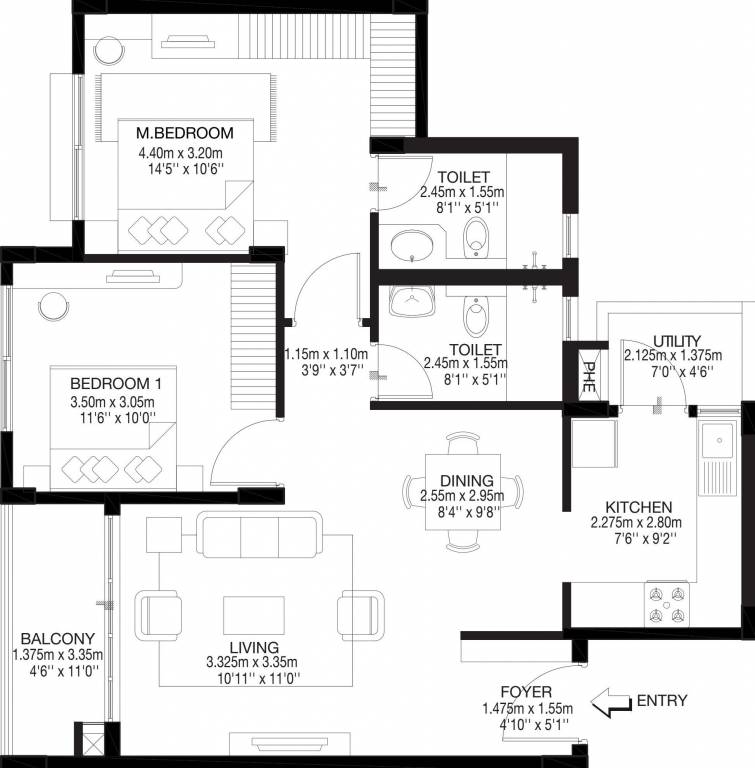 M.BEDROOM
4.40m x 3.20m
14'5'' x 10'6''
TOILET
2.45m x 1.55m
8'1'' x 5'1''
1.15m x 1.10m
3'9'' x 3'7'
TOILET
2.45m x 1.55m
8'1'' x 5'1''
PHE
UTILITY
2.125m x 1.375m
7'0'' x 4'6''
BEDROOM 1
3.50m x 3.05m
11'6'' x 10'0''
DINING
2.55m x 2.95m
8'4'' x 9'8''
KITCHEN
2.275m x 2.80m
7'6'' x 9'2''
BALCONY
1.375m x 3.35m
4'6'' x 11'0''
LIVING
3.325m x 3.35m
10'11'' x 11'0''
FOYER
1.475m x 1.55m
4'10'' x 5'1''
ENTRY